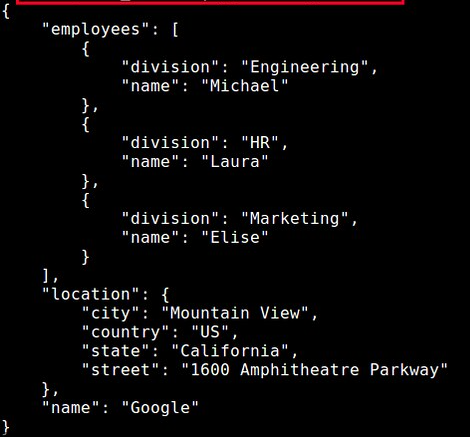 {
    "employees": [
        {
            "division": "Engineering",
            "name": "Michael"
        },
        {
            "division": "HR",
            "name": "Laura"
        },
        {
            "division": "Marketing",
            "name": "Elise"
        }
    ],
    "location": {
        "city": "Mountain View",
        "country": "US",
        "state": "California",
        "street": "1600 Amphitheatre Parkway"
    },
    "name": "Google"
}